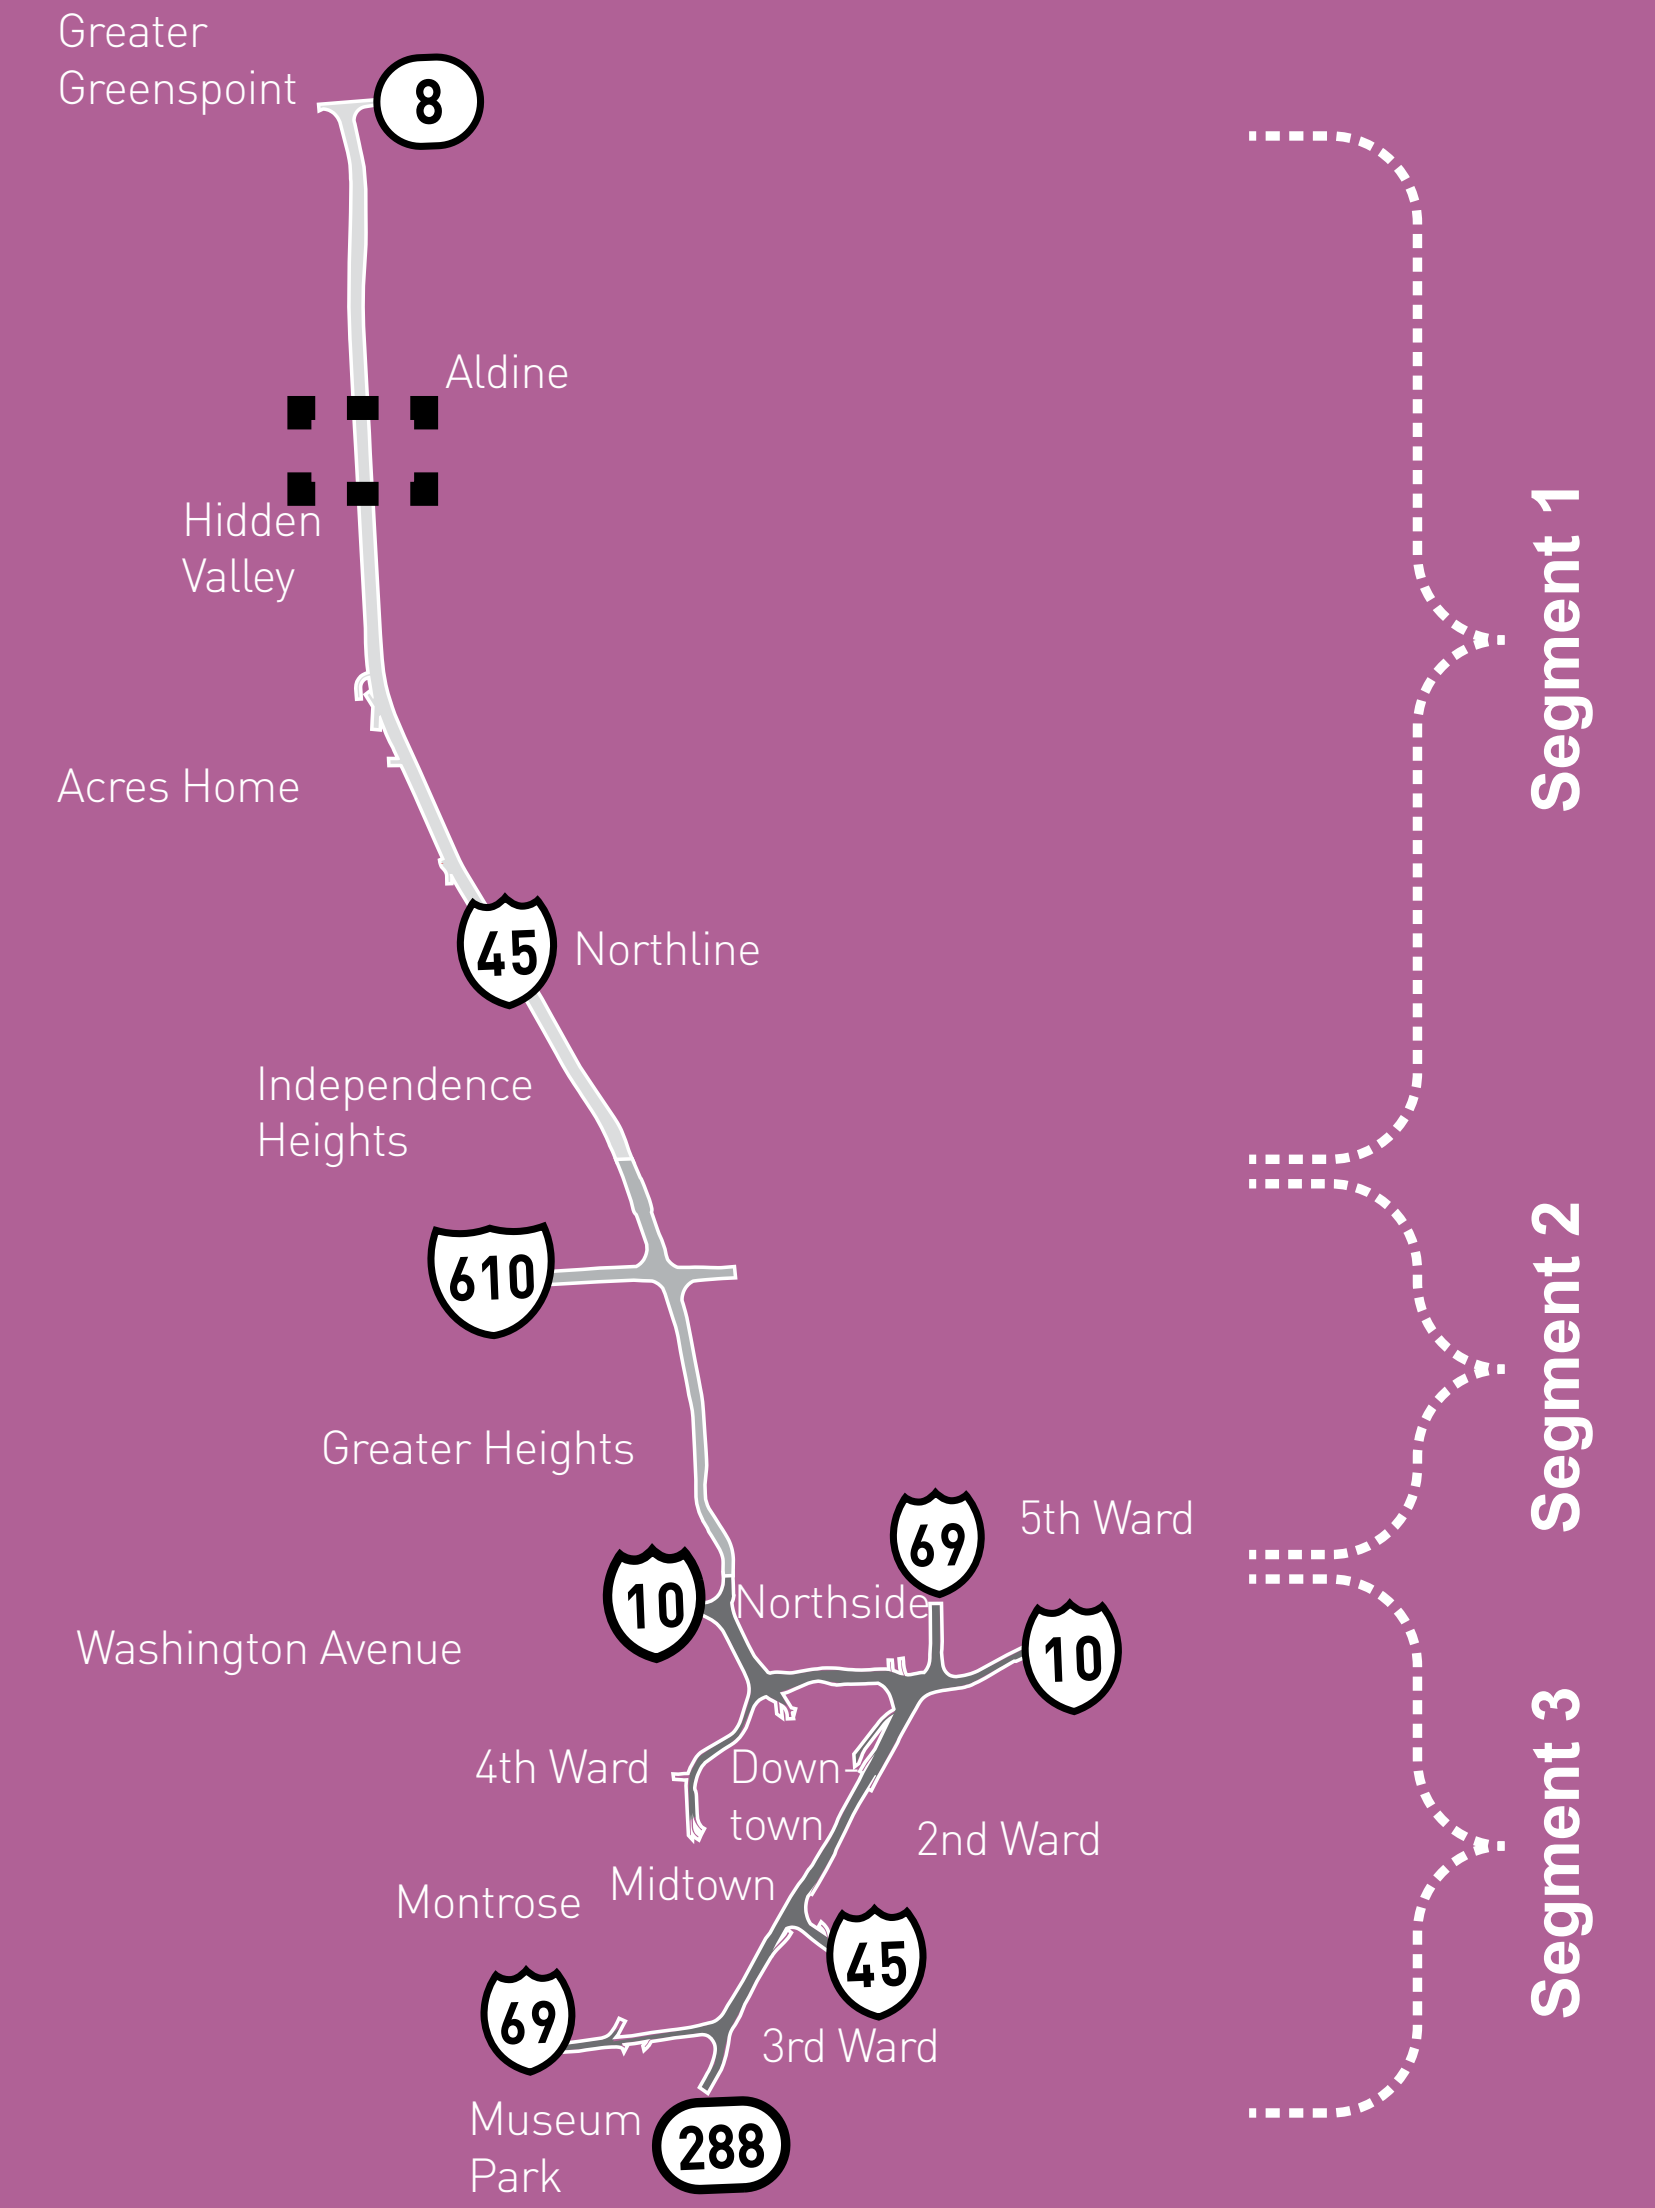 Greater
Greenspoint
8
Aldine
Hidden
Valley
Segment 1
Acres Home
45
Northline
Independence
Heights
610
Segment 2
Greater Heights
69
5th Ward
10
Northside
10
Washington Avenue
4th Ward
Down-
town
2nd Ward
Midtown
Montrose
Segment 3
45
69
3rd Ward
Museum
Park
288